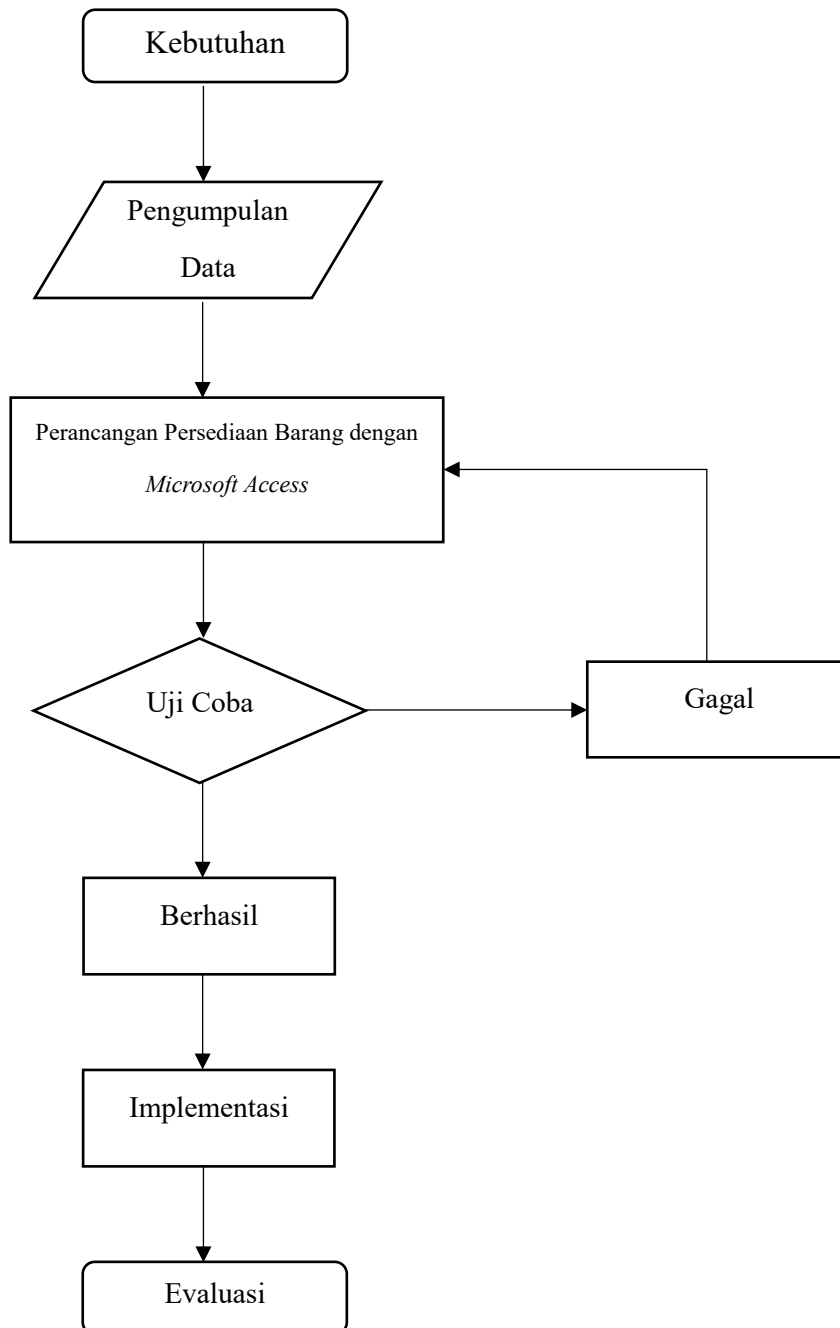 Kebutuhan
Pengumpulan
Data
Perancangan Persediaan Barang dengan
Microsoft Access
Uji Coba
Gagal
Berhasil
Implementasi
Evaluasi